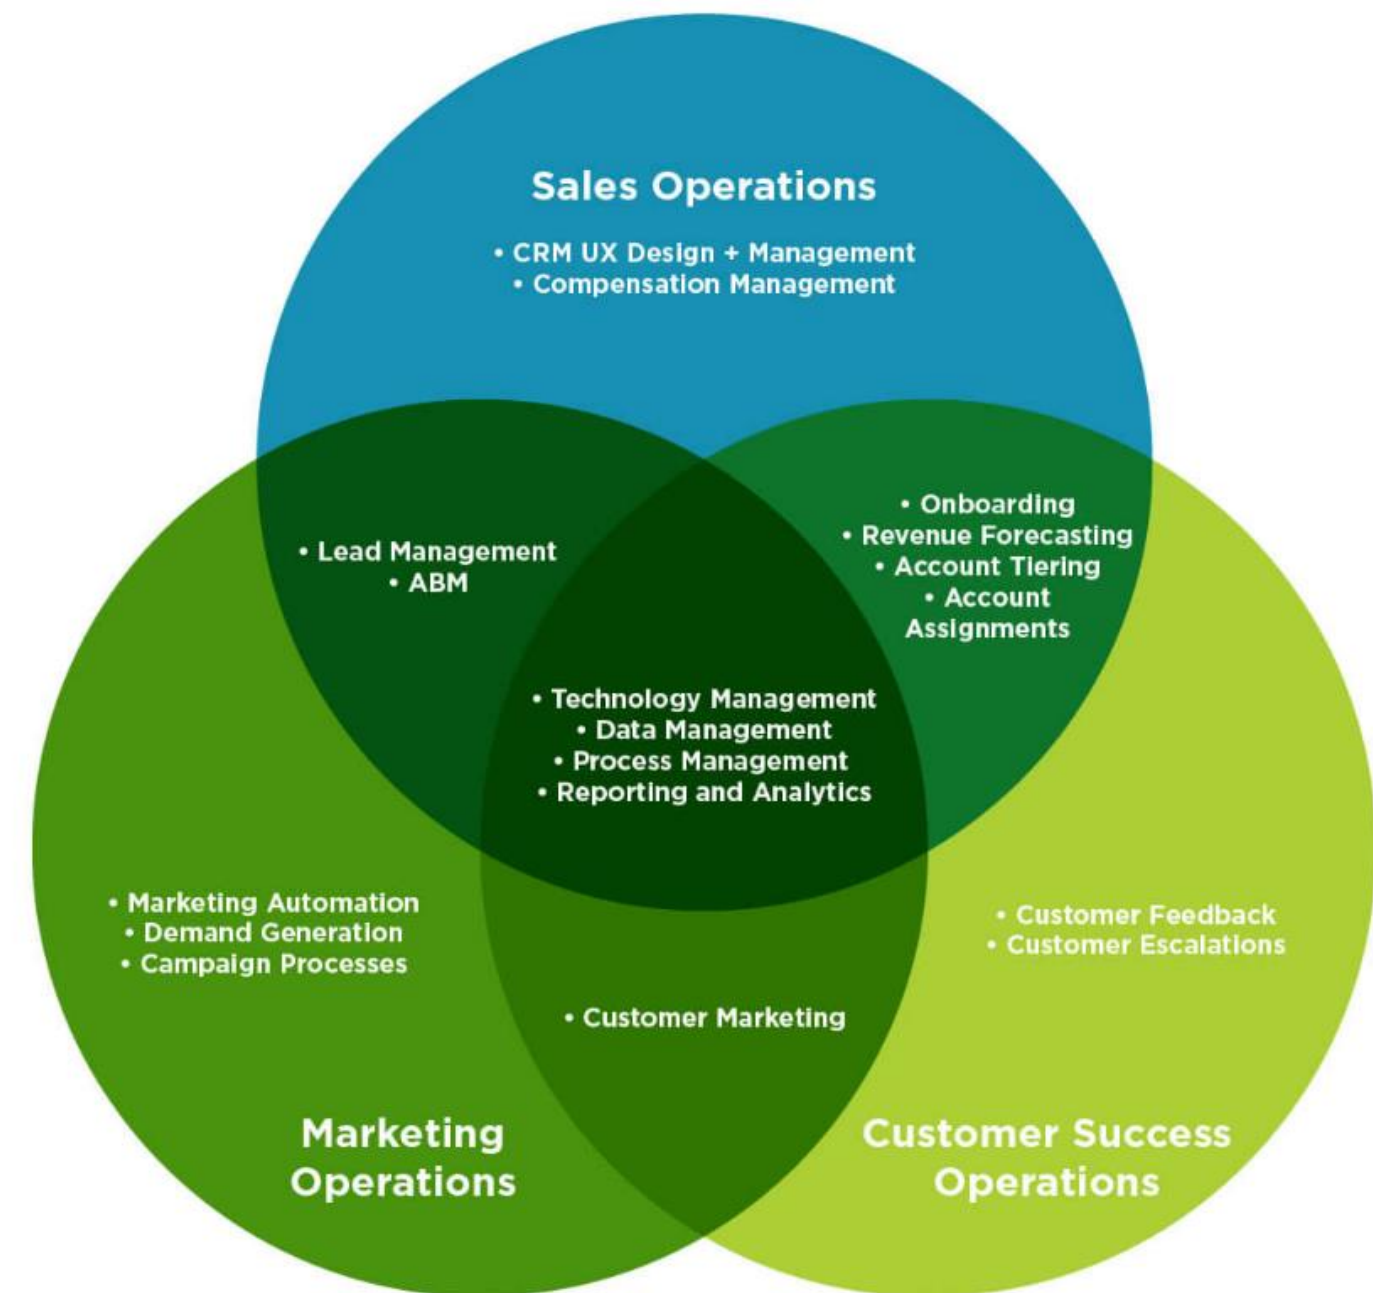 Sales Operations
• CRM UX Design + Management
• Compensation Management
• Lead Management
• ABM
• Onboarding
• Revenue Forecasting
• Account Tiering
• Account
Assignments
• Technology Management
• Data Management
• Process Management
• Reporting and Analytics
• Marketing Automation
• Demand Generation
• Campaign Processes
• Customer Feedback
• Customer Escalations
• Customer Marketing
Marketing
Operations
Customer Success
Operations